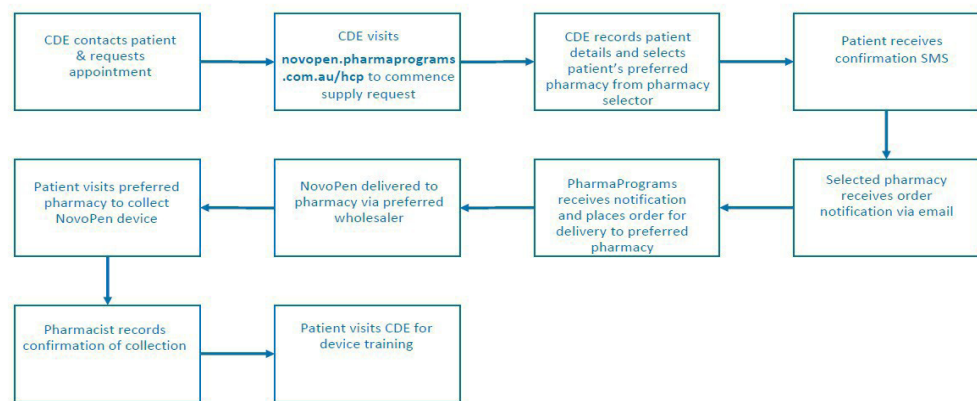 CDE contacts patient
& requests
appointment
CDE visits
novopen.pharmaprograms
.com.au/hcp to commence
supply request
CDE records patient
details and selects
patient's preferred
pharmacy from pharmacy
selector
Patient receives
confirmation SMS
Patient visits preferred
pharmacy to collect
NovoPen device
NovoPen delivered to
pharmacy via preferred
wholesaler
PharmaPrograms
receives notification
and places order for
delivery to preferred
pharmacy
Selected pharmacy
receives order
notification via email
Pharmacist records
confirmation of collection
Patient visits CDE for
device training